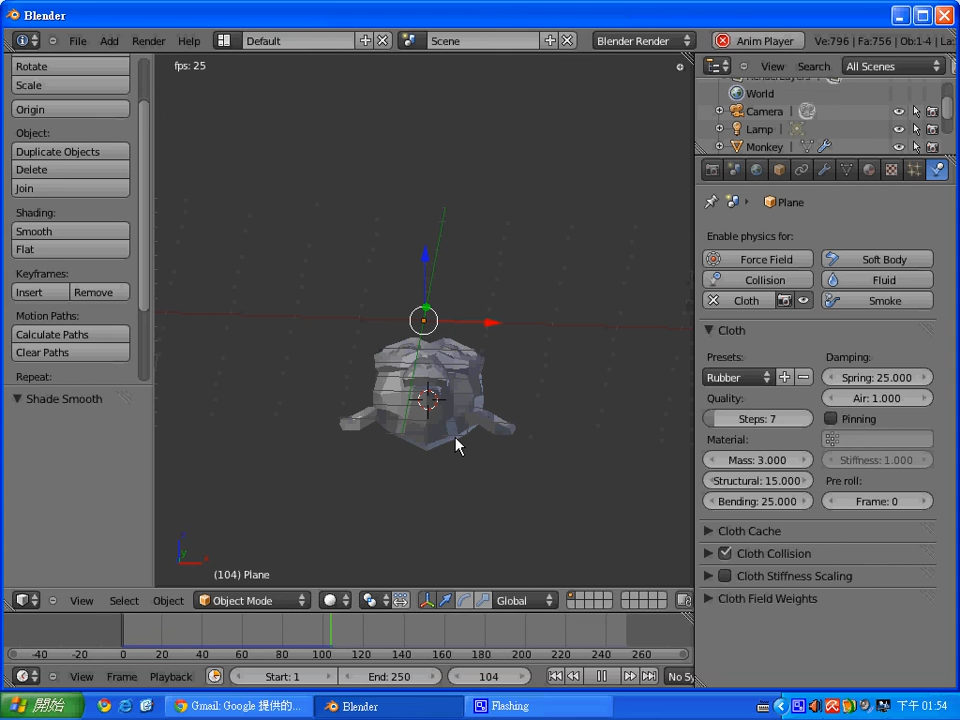 Blender
File Add Render Help Default Scene Blender Render Anim Player Ve:796 | Fa:756 | Ob:1-4 | La:
Rotate
Scale
Origin
Object:
Duplicate Objects
Delete
Join
Shading:
Smooth
Flat
Keyframes:
Insert Remove
Motion Paths:
Calculate Paths
Clear Paths
Repeat:
Shade Smooth
fps: 25
(104) Plane
View Search All Scenes
RenderLayers
World
Camera
Lamp
Monkey
Plane
Enable physics for:
Force Field Soft Body
Collision Fluid
Cloth Smoke
Cloth
Presets: Damping:
Rubber Spring: 25.000
Quality: Air: 1.000
Steps: 7 Pinning
Material:
Mass: 3.000 Stiffness: 1.000
Structural: 15.000 Pre roll:
Bending: 25.000 Frame: 0
Cloth Cache
Cloth Collision
Cloth Stiffness Scaling
Cloth Field Weights
View Select Object Object Mode Global
-40 -20 0 20 40 60 80 100 120 140 160 180 200 220 240 260
View Frame Playback Start: 1 End: 250 104 No Sy
開始 Gmail: Google 提供的... Blender Flashing 下午 01:54